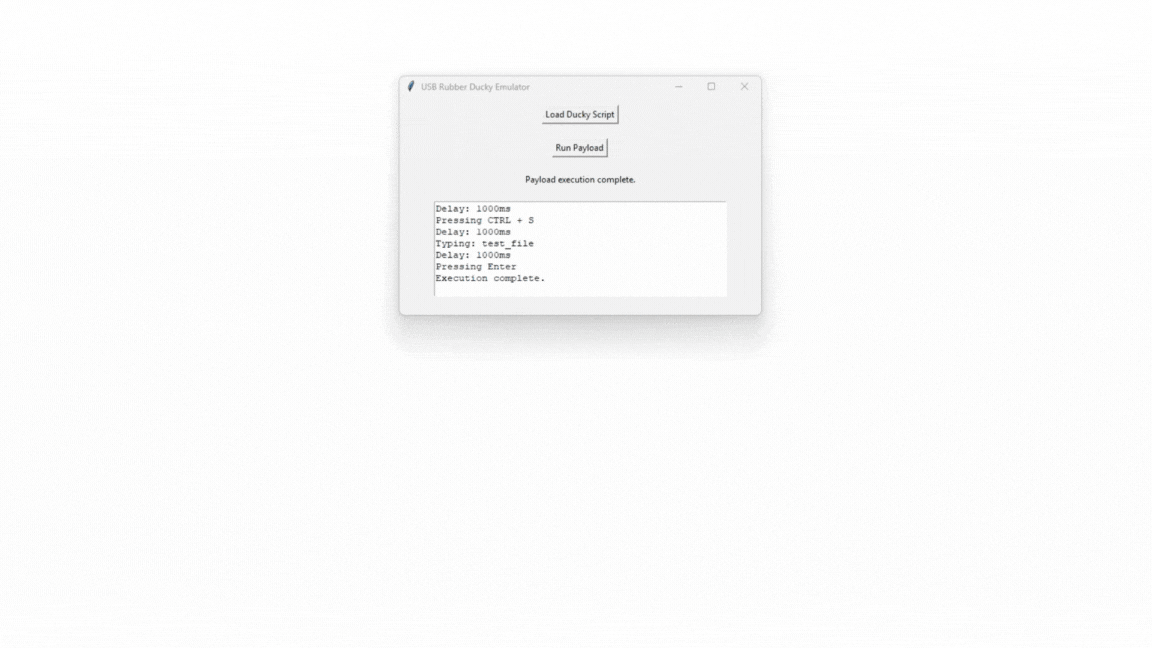 USB Rubber Ducky Emulator
Load Ducky Script
Run Payload
Payload execution complete.
Delay: 1000ms
Pressing CTRL + S
Delay: 1000ms
Typing: test_file
Delay: 1000ms
Pressing Enter
Execution complete.